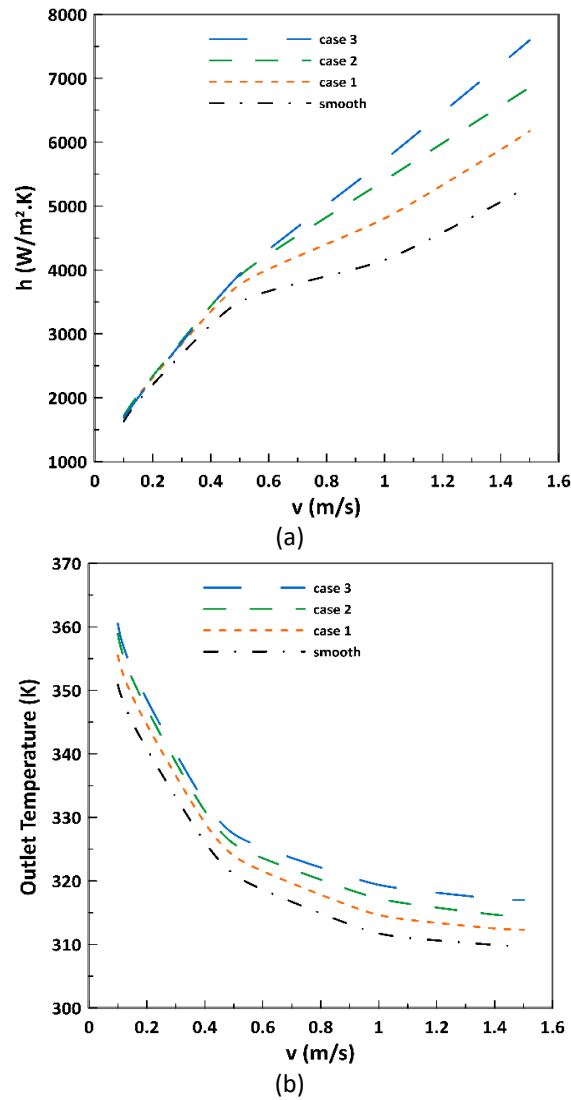 8000
7000
6000
5000
4000
3000
2000
1000
h (W/m².K)
case 3
case 2
case 1
smooth
0 0.2 0.4 0.6 0.8 1 1.2 1.4 1.6
v (m/s)
(a)
370
360
350
340
330
320
310
300
Outlet Temperature (K)
case 3
case 2
case 1
smooth
0 0.2 0.4 0.6 0.8 1 1.2 1.4 1.6
v (m/s)
(b)